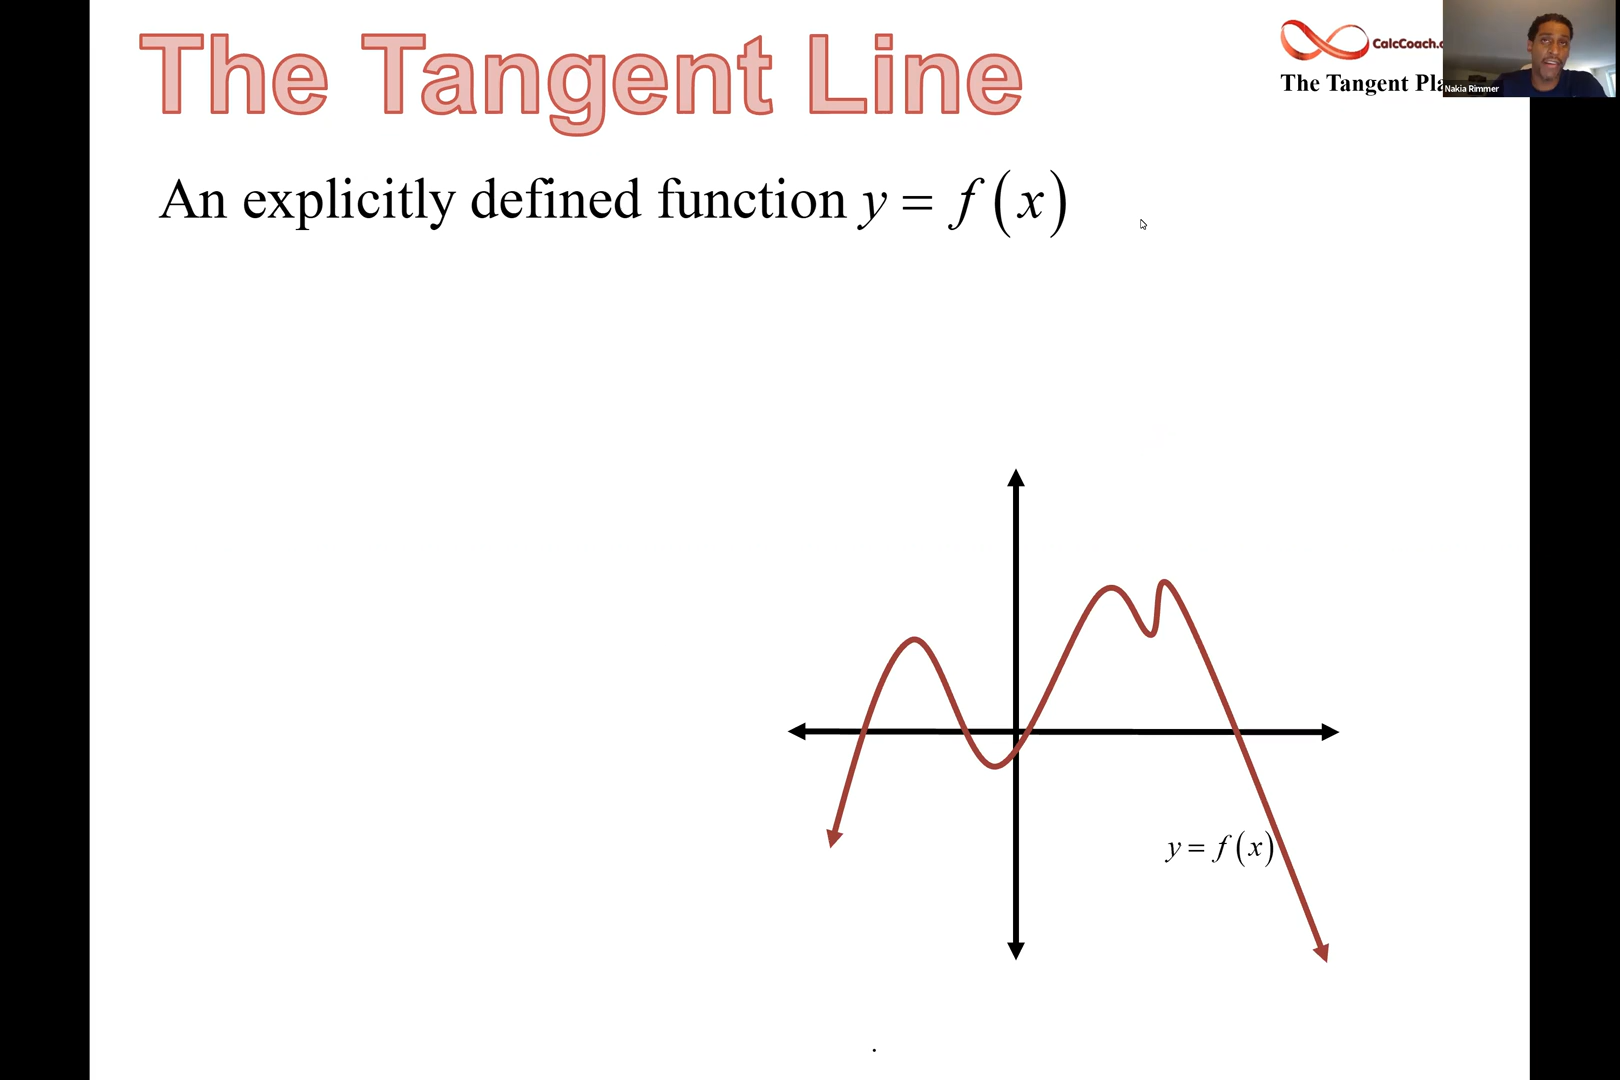 The Tangent Line
CalcCoach.c
The Tangent Pla
Nakia Rimmer
An explicitly defined function y = f(x)
y = f(x)
.